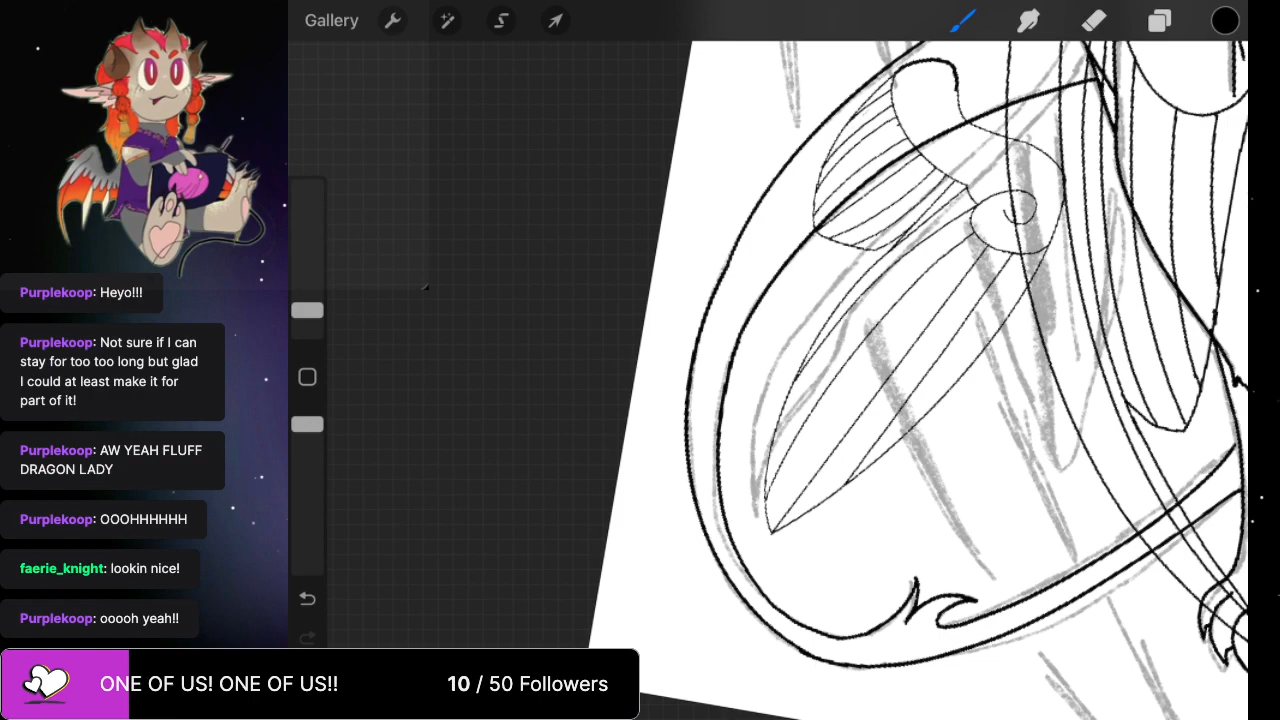 Gallery
Purplekoop: Heyo!!!
Purplekoop: Not sure if I can
stay for too too long but glad
I could at least make it for
part of it!
Purplekoop: AW YEAH FLUFF
DRAGON LADY
Purplekoop: OOOHHHHHH
faerie_knight: lookin nice!
Purplekoop: ooooh yeah!!
ONE OF US! ONE OF US!! 10 / 50 Followers